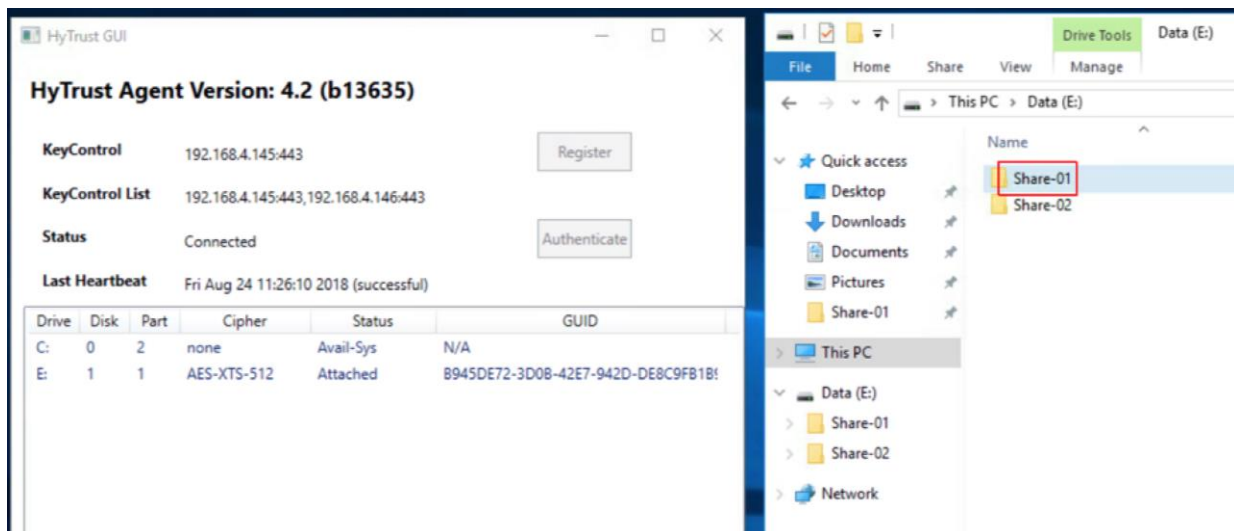 HyTrust GUI
HyTrust Agent Version: 4.2 (b13635)
KeyControl 192.168.4.145:443 Register
KeyControl List 192.168.4.145:443,192.168.4.146:443
Status Connected Authenticate
Last Heartbeat Fri Aug 24 11:26:10 2018 (successful)
Drive Disk Part Cipher Status GUID
C: 0 2 none Avail-Sys N/A
E: 1 1 AES-XTS-512 Attached B945DE72-3D0B-42E7-942D-DE8C9FB1B9
Drive Tools Data (E:)
File Home Share View Manage
This PC > Data (E:)
Name
Share-01
Share-02
Quick access
Desktop
Downloads
Documents
Pictures
Share-01
This PC
Data (E:)
Share-01
Share-02
Network